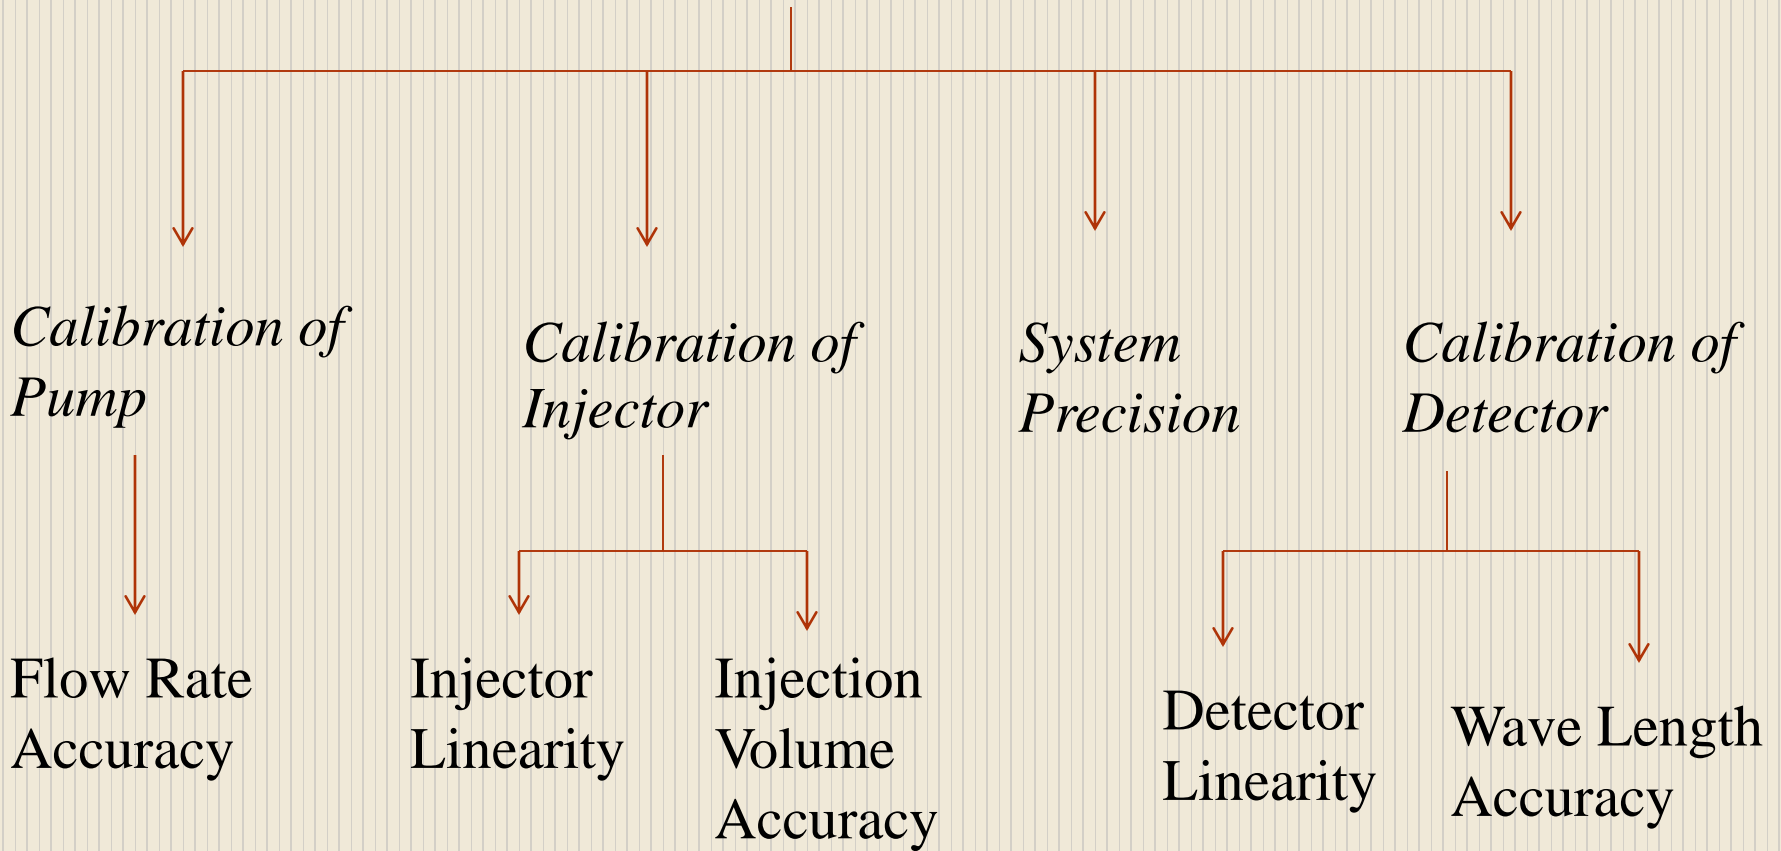 Calibration of
Pump
Calibration of
Injector
System
Precision
Calibration of
Detector
Flow Rate
Accuracy
Injector
Linearity
Injection
Volume
Accuracy
Detector
Linearity
Wave Length
Accuracy